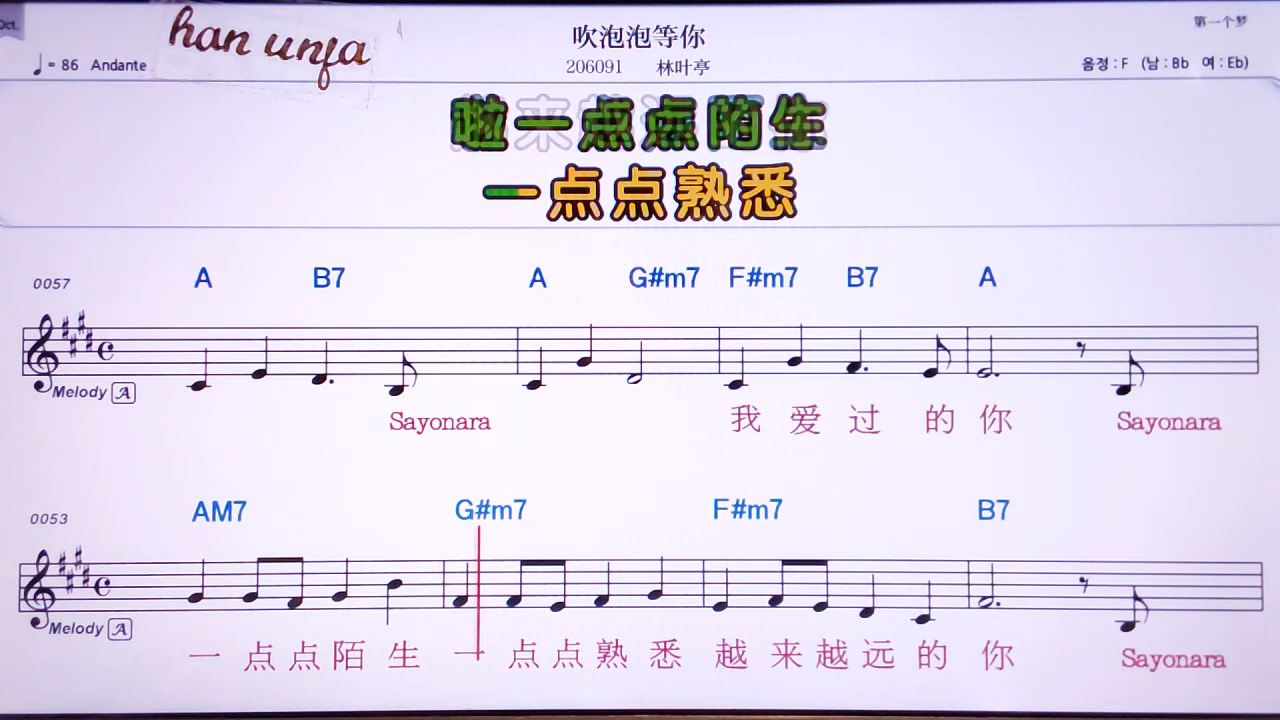 Oct.
han unfa
吹泡泡等你
第一个梦
♩= 86 Andante
206091 林叶亭
음정 : F (남 : Bb 여 : Eb)
啦一点点陌生
一点点熟悉
0057
A B7 A G#m7 F#m7 B7 A
Melody A
Sayonara 我 爱 过 的 你 Sayonara
0053
AM7 G#m7 F#m7 B7
Melody A
一 点 点 陌 生 一 点 点 熟 悉 越 来 越 远 的 你 Sayonara